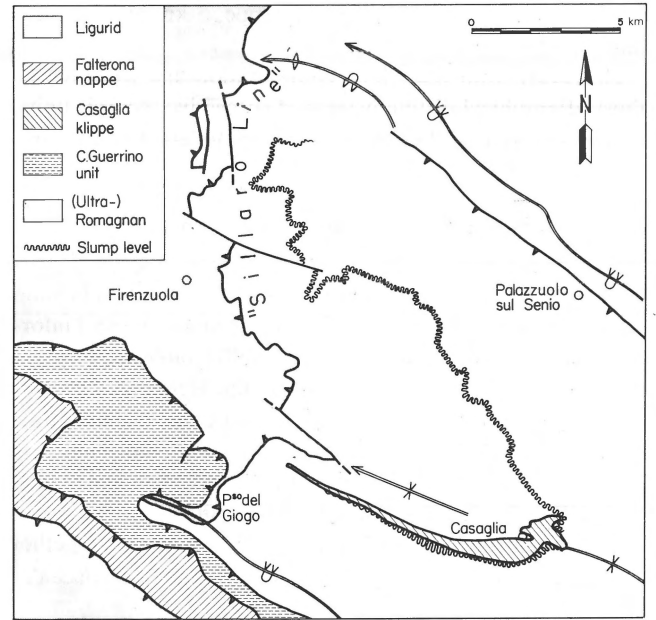 Ligurid
Falterona
nappe
Casaglia
klippe
C.Guerrino
unit
(Ultra-)
Romagnan
Slump level
0 5 km
N
"Sillaro Line"
Firenzuola
Palazzuolo
sul Senio
Psso del
Giogo
Casaglia